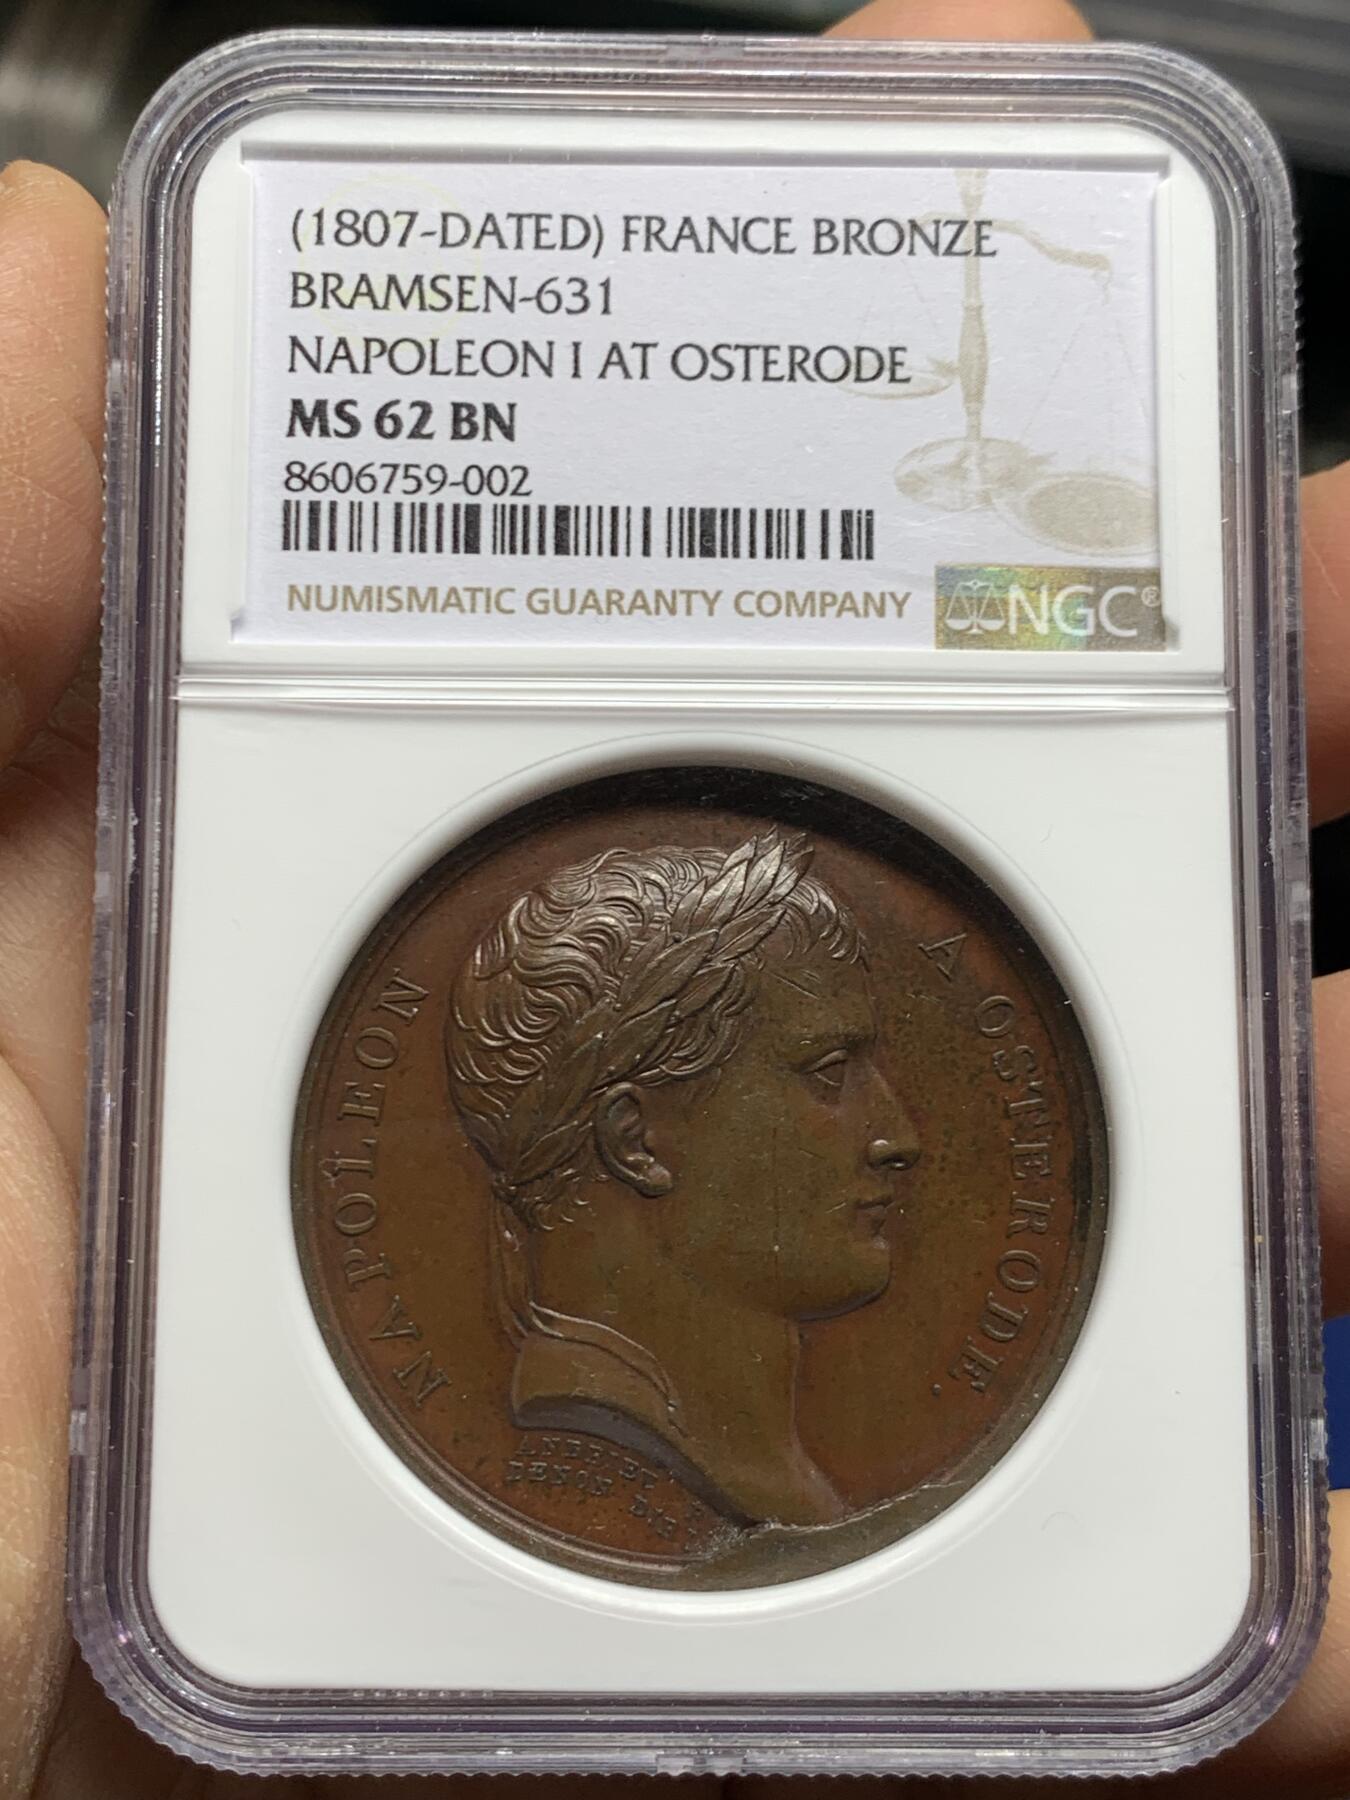 (1807-DATED) FRANCE BRONZE
BRAMSEN-631
NAPOLEON I AT OSTERODE
MS 62 BN
8606759-002
NUMISMATIC GUARANTY COMPANY
NGC®
NAPOLEON
A OSTERODE.
ANDRIEU
DENON DIR